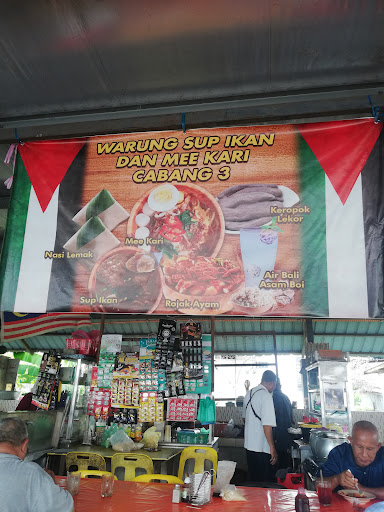 WARUNG SUP IKAN
DAN MEE KARI
CABANG 3
Nasi Lemak
Mee Kari
Keropok
Lekor
Sup Ikan
Rojak Ayam
Air Bali
Asam Boi